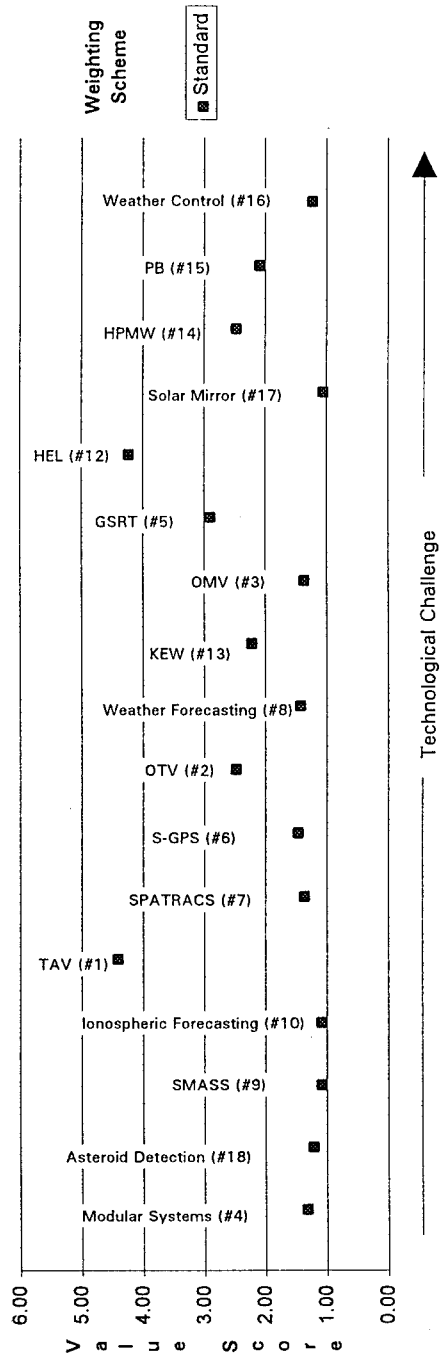 Value Score
6.00
5.00
4.00
3.00
2.00
1.00
0.00
Modular Systems (#4)
Asteroid Detection (#18)
SMASS (#9)
Ionospheric Forecasting (#10)
TAV (#1)
SPATRACS (#7)
S-GPS (#6)
OTV (#2)
Weather Forecasting (#8)
KEW (#13)
OMV (#3)
GSRT (#5)
HEL (#12)
Solar Mirror (#17)
HPMW (#14)
PB (#15)
Weather Control (#16)
Technological Challenge
Weighting
Scheme
Standard